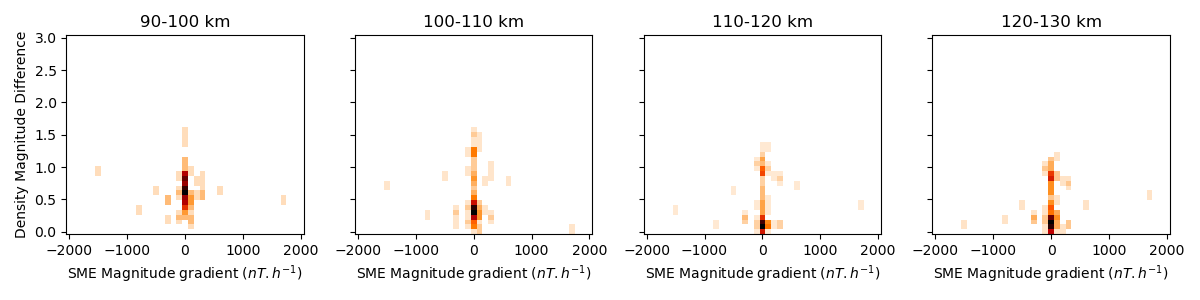 90-100 km 100-110 km 110-120 km 120-130 km
Density Magnitude Difference
3.0
2.5
2.0
1.5
1.0
0.5
0.0
−2000 −1000 0 1000 2000 −2000 −1000 0 1000 2000 −2000 −1000 0 1000 2000 −2000 −1000 0 1000 2000
SME Magnitude gradient (nT.h⁻¹) SME Magnitude gradient (nT.h⁻¹) SME Magnitude gradient (nT.h⁻¹) SME Magnitude gradient (nT.h⁻¹)